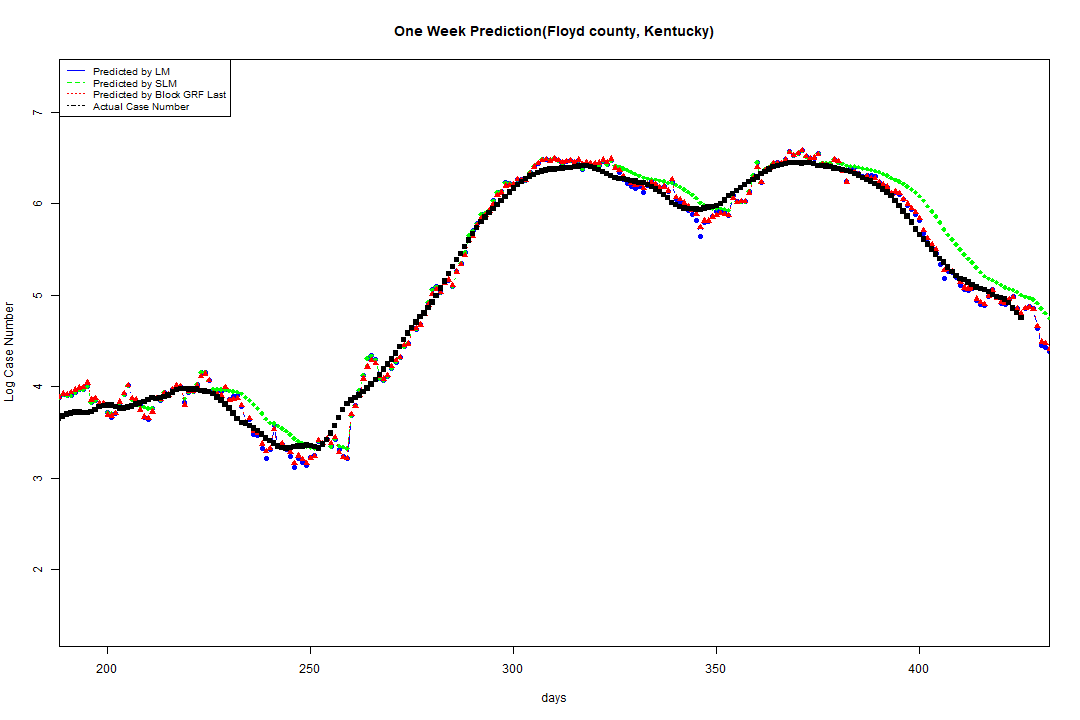 One Week Prediction(Floyd county, Kentucky)
Predicted by LM
Predicted by SLM
Predicted by Block GRF Last
Actual Case Number
7
6
5
4
3
2
Log Case Number
200 250 300 350 400
days